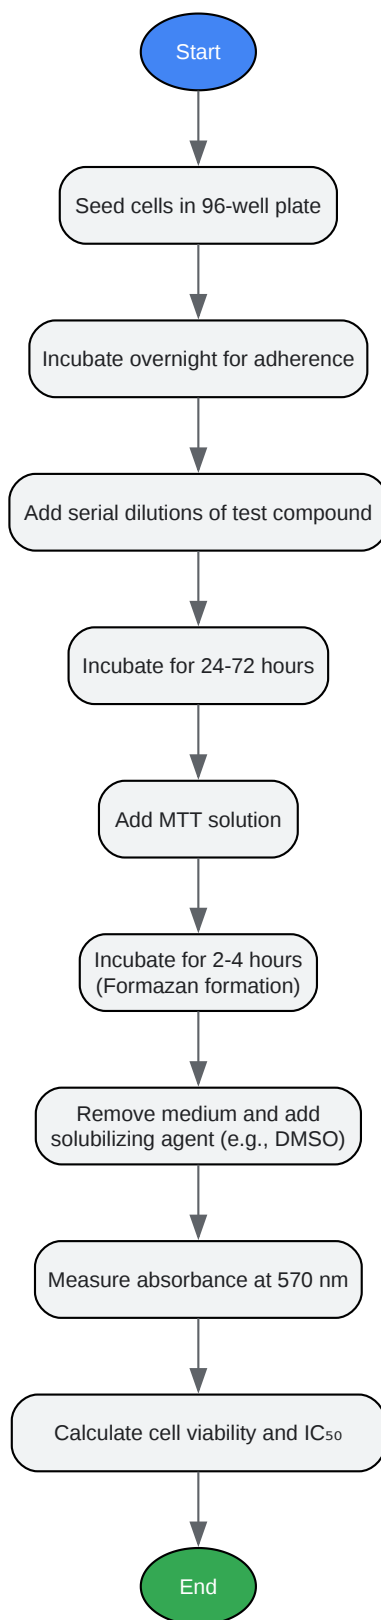 Start
Seed cells in 96-well plate
Incubate overnight for adherence
Add serial dilutions of test compound
Incubate for 24-72 hours
Add MTT solution
Incubate for 2-4 hours
(Formazan formation)
Remove medium and add
solubilizing agent (e.g., DMSO)
Measure absorbance at 570 nm
Calculate cell viability and IC₅₀
End